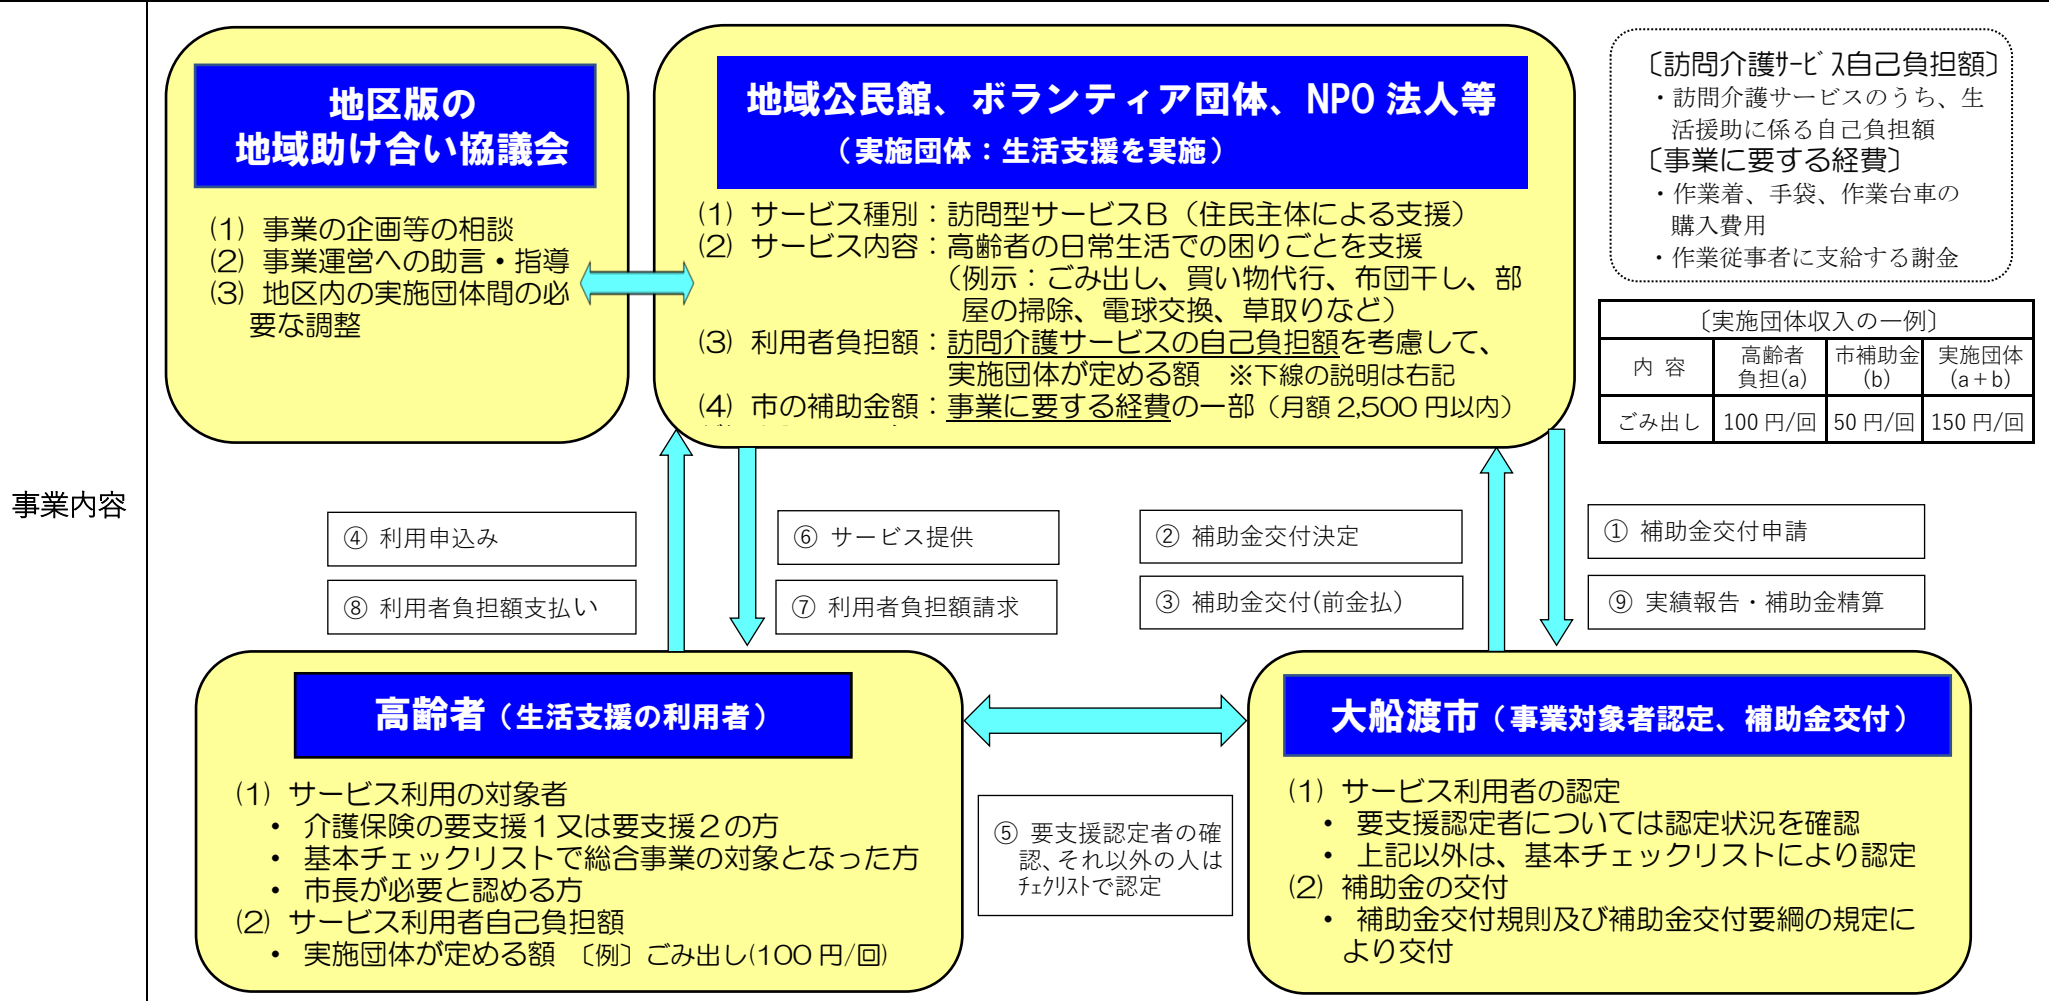 事業内容
地区版の
地域助け合い協議会
(1) 事業の企画等の相談
(2) 事業運営への助言・指導
(3) 地区内の実施団体間の必
要な調整
地域公民館、ボランティア団体、NPO 法人等
（実施団体：生活支援を実施）
(1) サービス種別：訪問型サービスB（住民主体による支援）
(2) サービス内容：高齢者の日常生活での困りごとを支援
（例示：ごみ出し、買い物代行、布団干し、部
屋の掃除、電球交換、草取りなど）
(3) 利用者負担額：訪問介護サービスの自己負担額を考慮して、
実施団体が定める額 ※下線の説明は右記
(4) 市の補助金額：事業に要する経費の一部（月額 2,500 円以内）
〔訪問介護ｻｰﾋﾞｽ自己負担額〕
・訪問介護サービスのうち、生
活援助に係る自己負担額
〔事業に要する経費〕
・作業着、手袋、作業台車の
購入費用
・作業従事者に支給する謝金
〔実施団体収入の一例〕
内 容 高齢者負担(a) 市補助金(b) 実施団体(a+b)
ごみ出し 100 円/回 50 円/回 150 円/回
④ 利用申込み
⑧ 利用者負担額支払い
⑥ サービス提供
⑦ 利用者負担額請求
② 補助金交付決定
③ 補助金交付(前金払)
① 補助金交付申請
⑨ 実績報告・補助金精算
高齢者（生活支援の利用者）
(1) サービス利用の対象者
・ 介護保険の要支援１又は要支援２の方
・ 基本チェックリストで総合事業の対象となった方
・ 市長が必要と認める方
(2) サービス利用者自己負担額
・ 実施団体が定める額 〔例〕ごみ出し(100 円/回)
⑤ 要支援認定者の確
認、それ以外の人は
ﾁｪｸﾘｽﾄで認定
大船渡市（事業対象者認定、補助金交付）
(1) サービス利用者の認定
・ 要支援認定者については認定状況を確認
・ 上記以外は、基本チェックリストにより認定
(2) 補助金の交付
・ 補助金交付規則及び補助金交付要綱の規定に
より交付